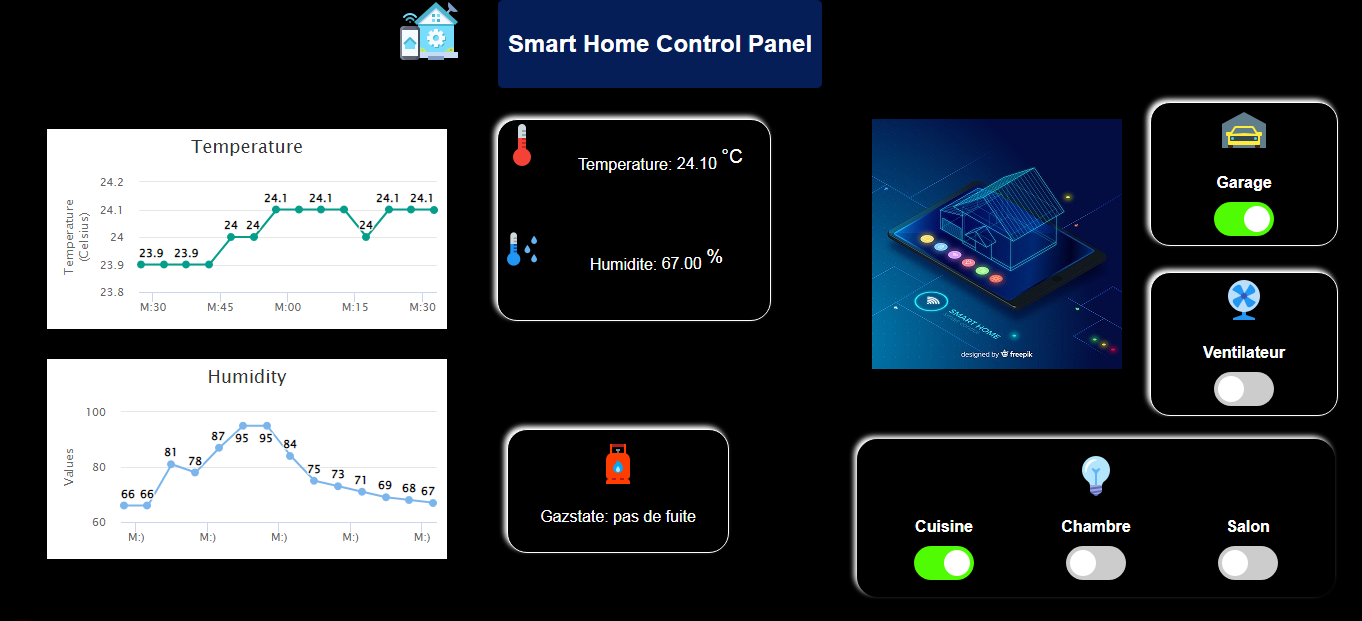 Smart Home Control Panel
Temperature
Temperature
(Celsius)
24.2
24.1
24
23.9
23.8
23.9 23.9 24 24 24.1 24.1 24 24.1 24.1
M:30 M:45 M:00 M:15 M:30
Temperature: 24.10 °C
Humidite: 67.00 %
SMART HOME
designed by freepik
Garage
Ventilateur
Humidity
Values
100
80
60
66 66 81 78 87 95 95 84 75 73 71 69 68 67
M:) M:) M:) M:) M:)
Gazstate: pas de fuite
Cuisine Chambre Salon